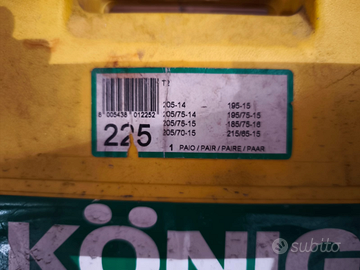 T2
205-14 - 195-15
8 005438 012252
205/75-14 195/75-15
225 205/75-15 185/75-16
205/70-15 215/65-15
1 PAIO / PAIR / PAIRE / PAAR
KÖNIG
subito